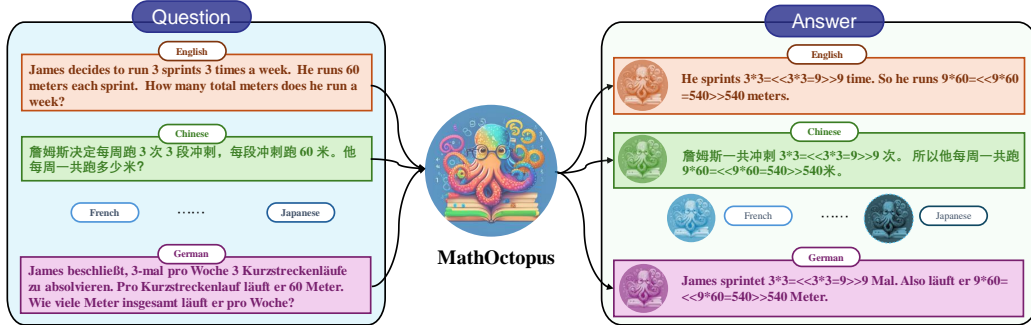 Question
English
James decides to run 3 sprints 3 times a week. He runs 60
meters each sprint. How many total meters does he run a
week?
Chinese
詹姆斯决定每周跑 3 次 3 段冲刺，每段冲刺跑 60 米。他
每周一共跑多少米?
French
······
Japanese
German
James beschließt, 3-mal pro Woche 3 Kurzstreckenläufe
zu absolvieren. Pro Kurzstreckenlauf läuft er 60 Meter.
Wie viele Meter insgesamt läuft er pro Woche?
MathOctopus
Answer
English
He sprints 3*3=<<3*3=9>>9 time. So he runs 9*60=<<9*60
=540>>540 meters.
Chinese
詹姆斯一共冲刺 3*3=<<3*3=9>>9 次。 所以他每周一共跑
9*60=<<9*60=540>>540米。
French
······
Japanese
German
James sprintet 3*3=<<3*3=9>>9 Mal. Also läuft er 9*60=
<<9*60=540>>540 Meter.